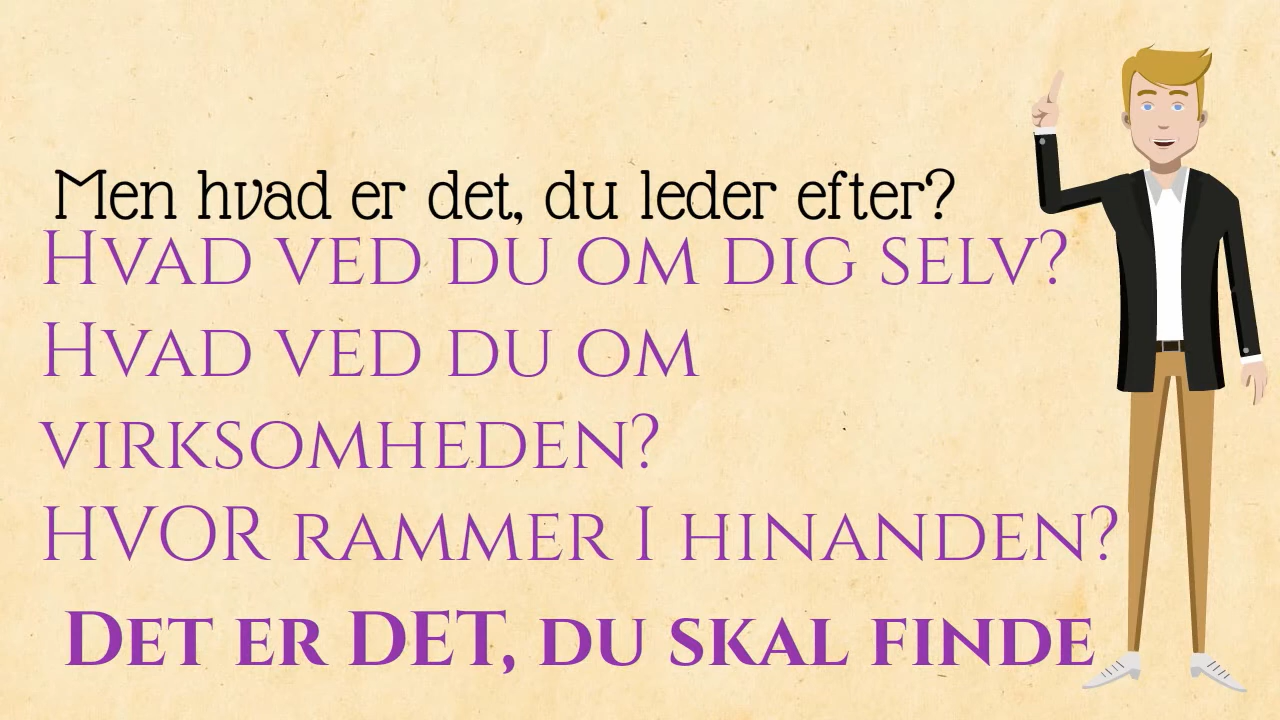 Men hvad er det, du leder efter?
Hvad ved du om dig selv?
Hvad ved du om
virksomheden?
HVOR rammer I hinanden?
Det er DET, du skal finde